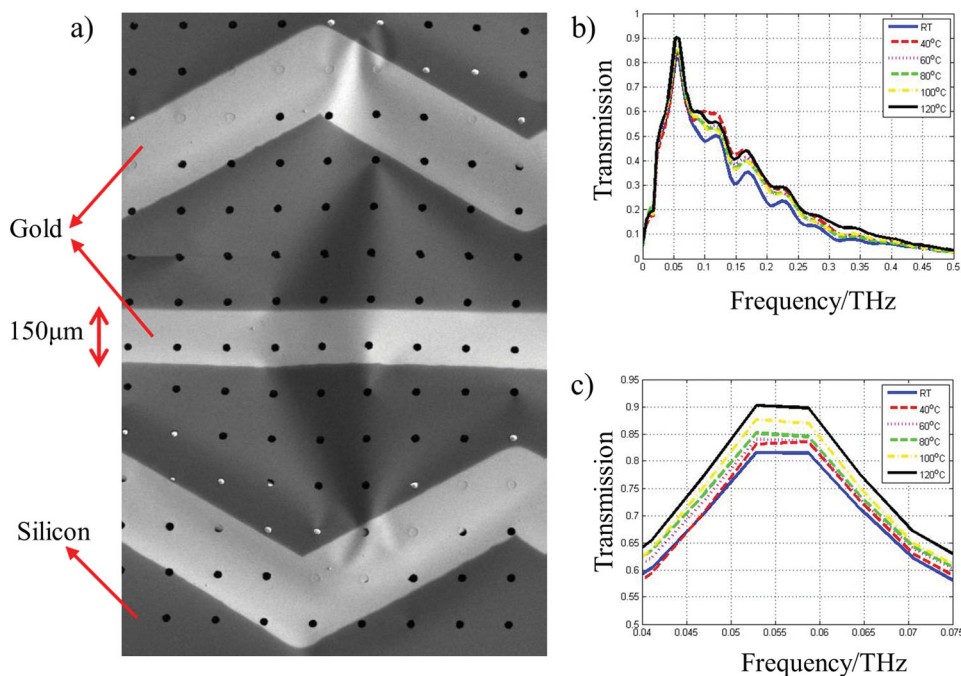 a)
Gold
150µm
Silicon
b)
Transmission
1
0.9
0.8
0.7
0.6
0.5
0.4
0.3
0.2
0.1
0
0 0.05 0.1 0.15 0.2 0.25 0.3 0.35 0.4 0.45 0.5
Frequency/THz
RT
40°C
60°C
80°C
100°C
120°C
c)
Transmission
0.95
0.9
0.85
0.8
0.75
0.7
0.65
0.6
0.55
0.5
0.04 0.045 0.05 0.055 0.06 0.065 0.07 0.075
Frequency/THz
RT
40°C
60°C
80°C
100°C
120°C